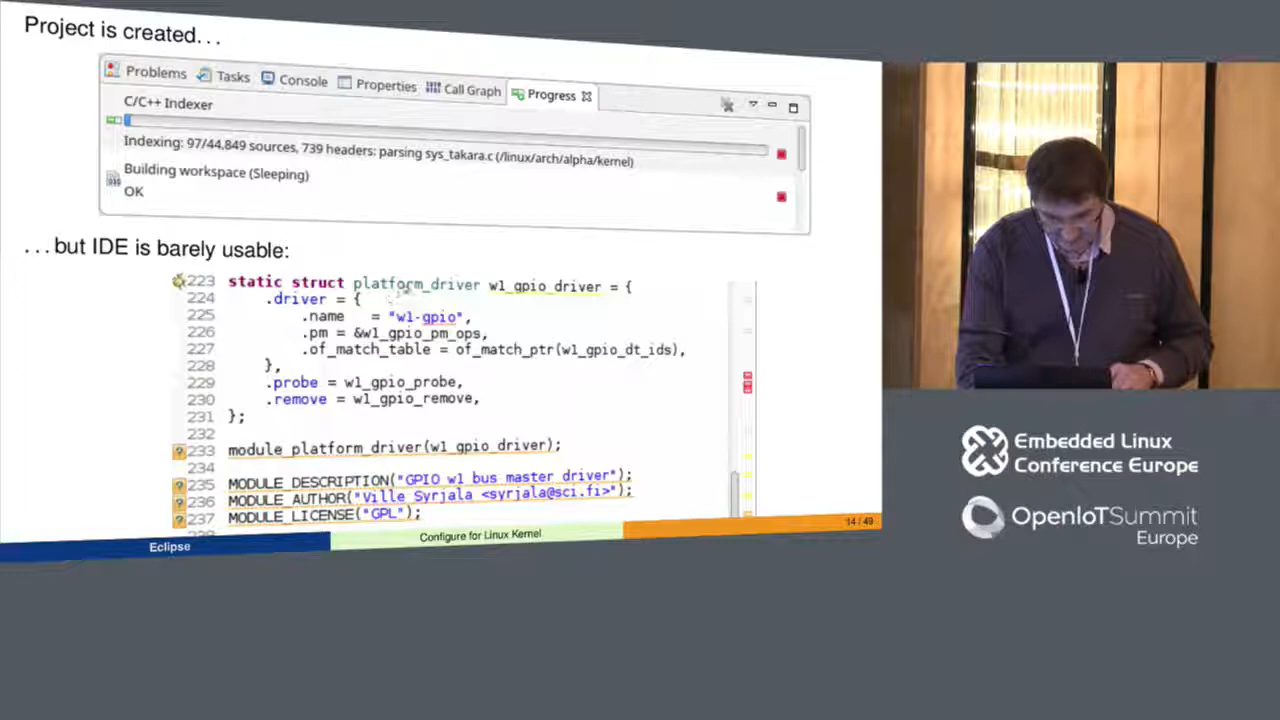 Project is created...
Problems Tasks Console Properties Call Graph Progress
C/C++ Indexer
Indexing: 97/44.849 sources, 739 headers: parsing sys_takara.c (/linux/arch/alpha/kernel)
Building workspace (Sleeping)
OK
...but IDE is barely usable:
223 static struct platform_driver w1_gpio_driver = {
224 .driver = {
225 .name = "w1-gpio",
226 .pm = &w1_gpio_pm_ops,
227 .of_match_table = of_match_ptr(w1_gpio_dt_ids),
228 },
229 .probe = w1_gpio_probe,
230 .remove = w1_gpio_remove,
231 };
232
233 module_platform_driver(w1_gpio_driver);
234
235 MODULE_DESCRIPTION("GPIO w1 bus master driver");
236 MODULE_AUTHOR("Ville Syrjala <syrjala@sci.fi>");
237 MODULE_LICENSE("GPL");
Eclipse
Configure for Linux Kernel
14 / 49
Embedded Linux
Conference Europe
OpenIoTSummit
Europe